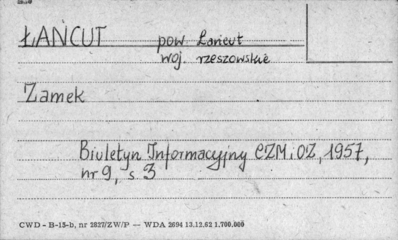 ŁAŃCUT pow. Łańcut
woj. rzeszowskie
Zamek
Biuletyn Informacyjny CZM i OZ, 1957,
nr 9, s. 3
CWD - B-15-b, nr 2837/ZW/P — WDA 2694 13.12.62 1.700.000